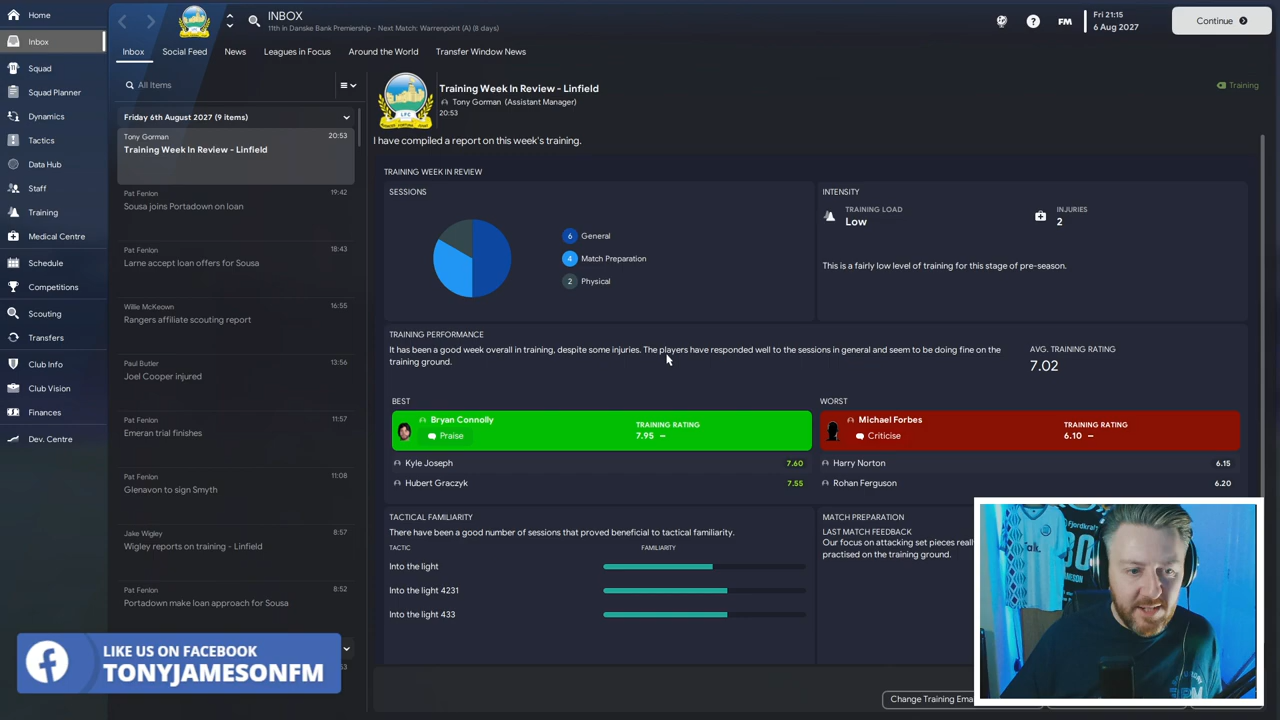 Home
Inbox
Squad
Squad Planner
Dynamics
Tactics
Data Hub
Staff
Training
Medical Centre
Schedule
Competitions
Scouting
Transfers
Club Info
Club Vision
Finances
Dev. Centre
INBOX
11th in Danske Bank Premiership - Next Match: Warrenpoint (A) (8 days)
FM
Fri 21:15
6 Aug 2027
Continue
Inbox
Social Feed
News
Leagues in Focus
Around the World
Transfer Window News
All Items
Friday 6th August 2027 (9 items)
Tony Gorman 20:53
Training Week In Review - Linfield
Pat Fenlon 19:42
Sousa joins Portadown on loan
Pat Fenlon 18:43
Larne accept loan offers for Sousa
Willie McKeown 16:55
Rangers affiliate scouting report
Paul Butler 13:56
Joel Cooper injured
Pat Fenlon 11:57
Emeran trial finishes
Pat Fenlon 11:08
Glenavon to sign Smyth
Jake Wigley 8:57
Wigley reports on training - Linfield
Pat Fenlon 8:52
Portadown make loan approach for Sousa
LIKE US ON FACEBOOK
TONYJAMESONFM
LFC
Training Week In Review - Linfield
Tony Gorman (Assistant Manager)
20:53
Training
I have compiled a report on this week's training.
TRAINING WEEK IN REVIEW
SESSIONS
6 General
4 Match Preparation
2 Physical
INTENSITY
TRAINING LOAD
Low
INJURIES
2
This is a fairly low level of training for this stage of pre-season.
TRAINING PERFORMANCE
It has been a good week overall in training, despite some injuries. The players have responded well to the sessions in general and seem to be doing fine on the
training ground.
AVG. TRAINING RATING
7.02
BEST
Bryan Connolly
Praise
TRAINING RATING
7.95 –
Kyle Joseph 7.60
Hubert Graczyk 7.55
WORST
Michael Forbes
Criticise
TRAINING RATING
6.10 –
Harry Norton 6.15
Rohan Ferguson 6.20
TACTICAL FAMILIARITY
There have been a good number of sessions that proved beneficial to tactical familiarity.
TACTIC FAMILIARITY
Into the light
Into the light 4231
Into the light 433
MATCH PREPARATION
LAST MATCH FEEDBACK
Our focus on attacking set pieces reall
practised on the training ground.
Change Training Emai